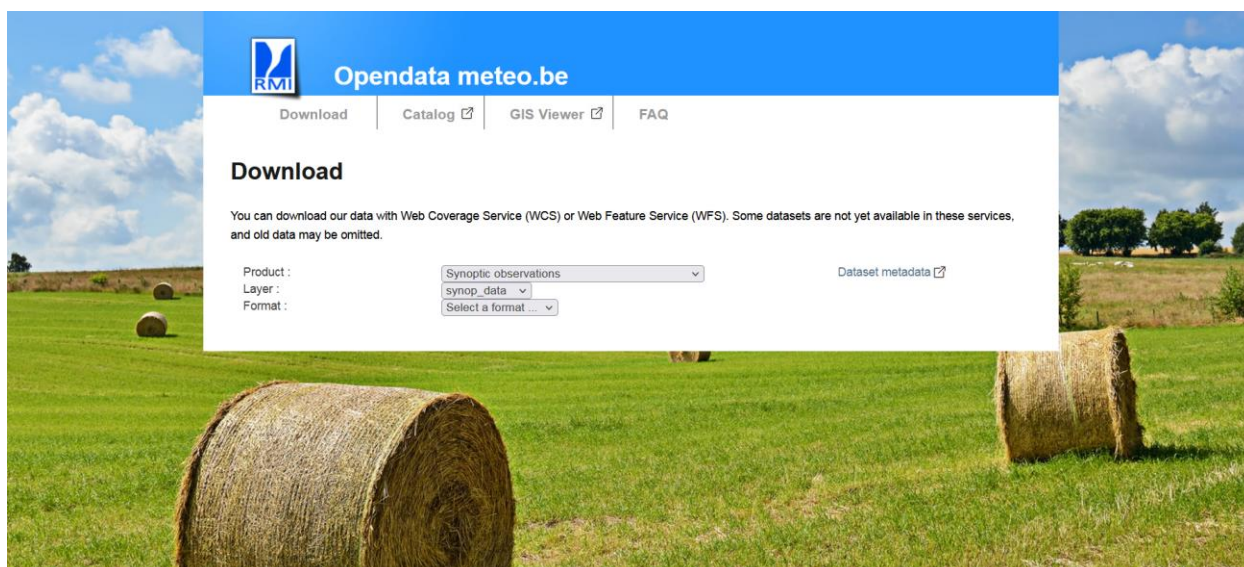 RMI
Opendata meteo.be
Download
Catalog
GIS Viewer
FAQ
Download
You can download our data with Web Coverage Service (WCS) or Web Feature Service (WFS). Some datasets are not yet available in these services,
and old data may be omitted.
Product : Synoptic observations Dataset metadata
Layer : synop_data
Format : Select a format ...